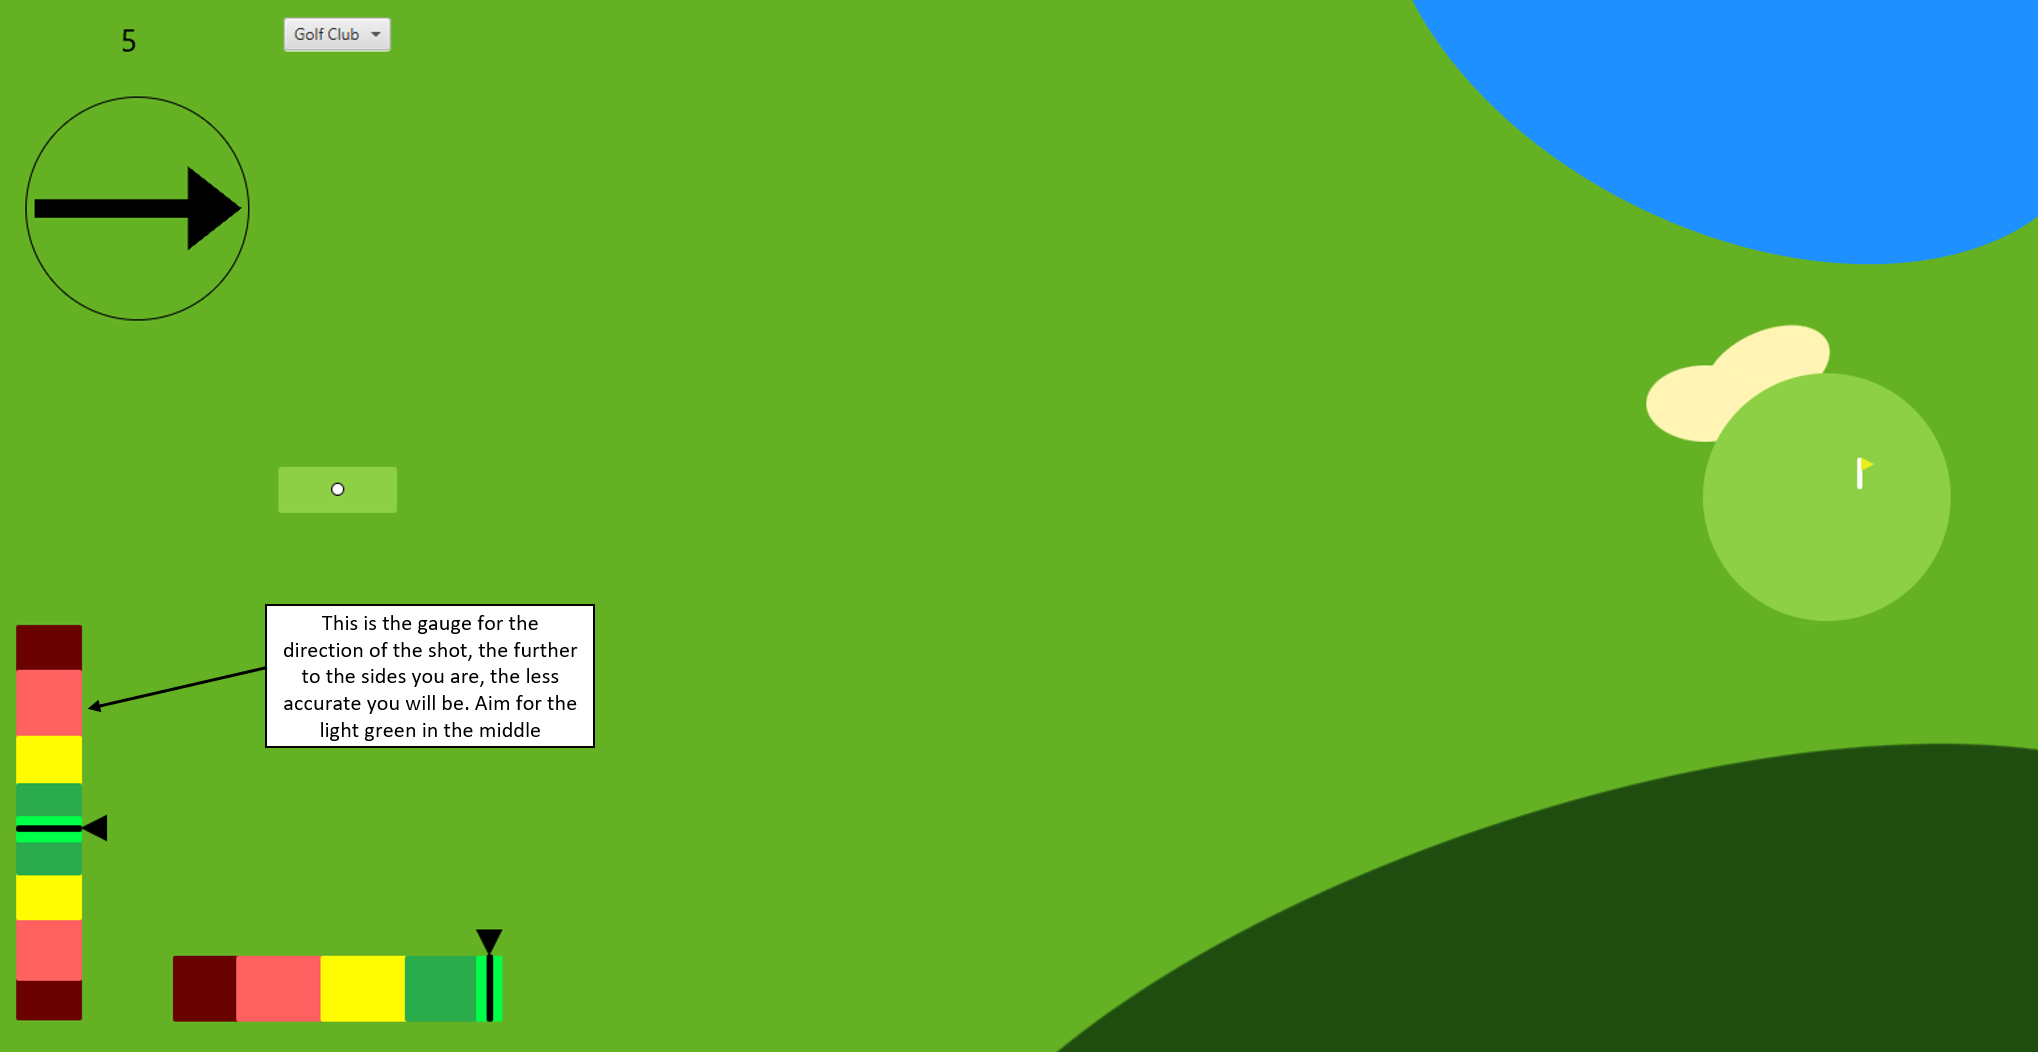 5
Golf Club
This is the gauge for the
direction of the shot, the further
to the sides you are, the less
accurate you will be. Aim for the
light green in the middle